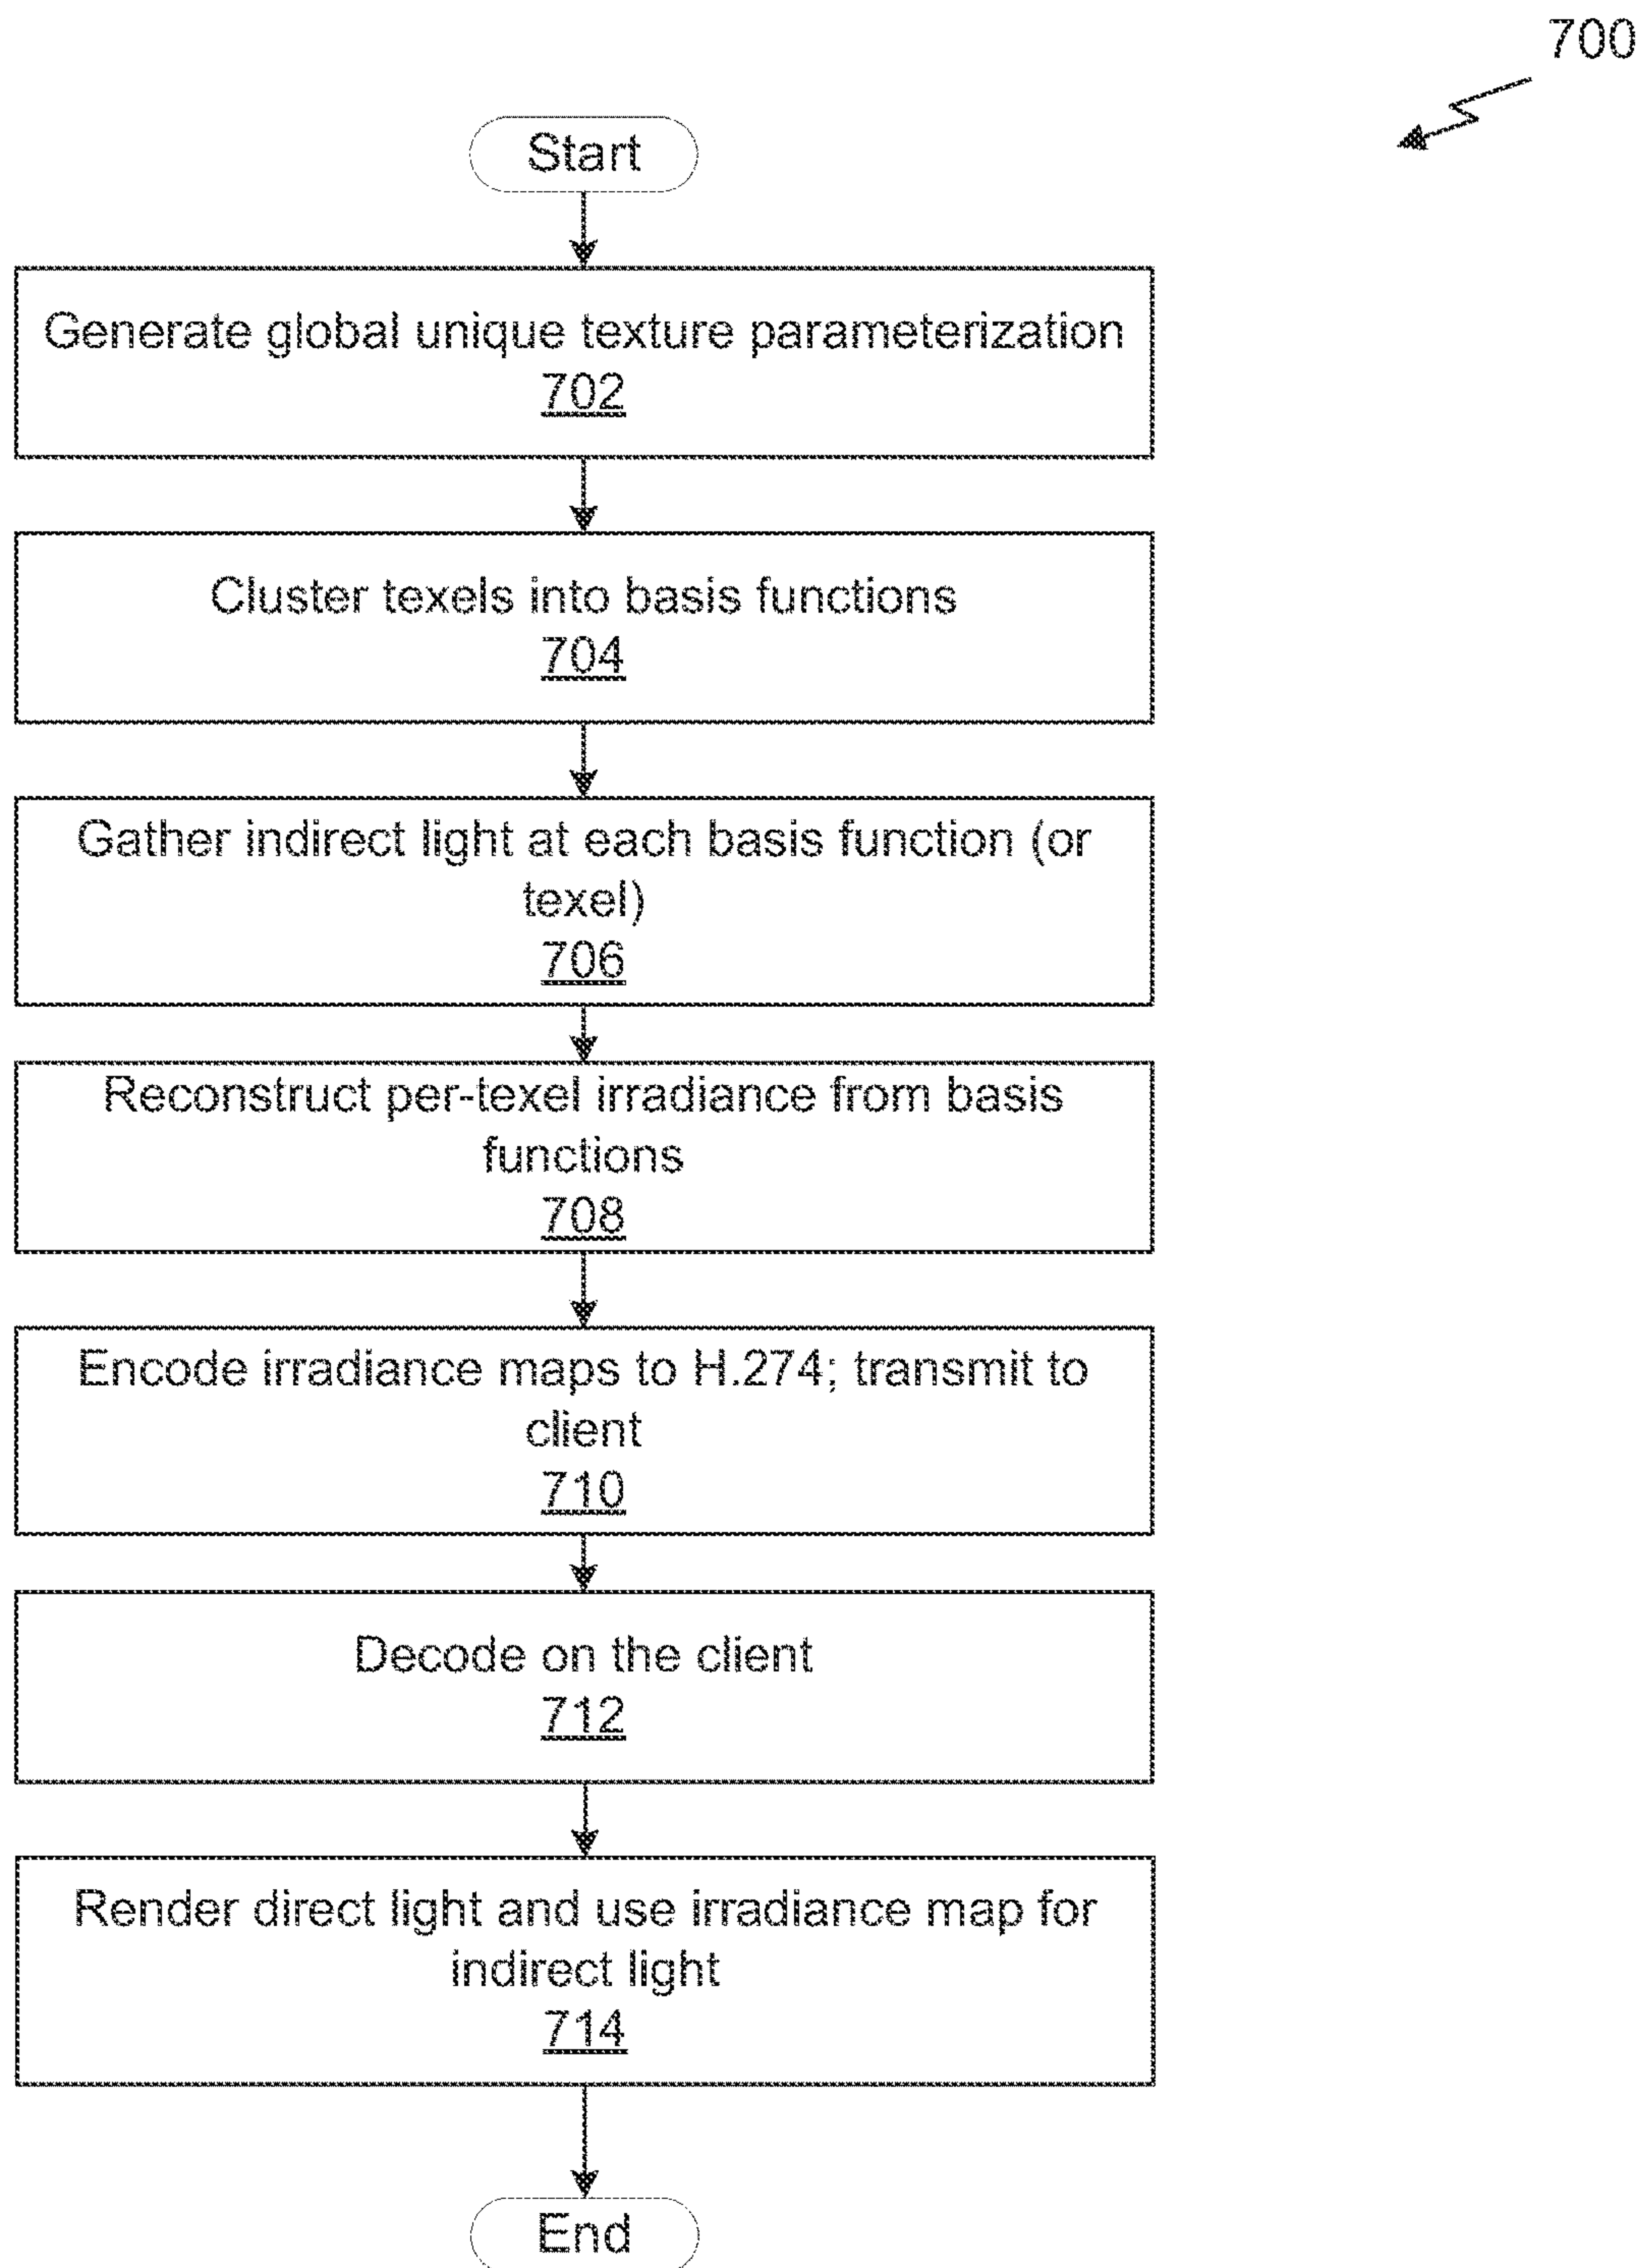 700
Start
Generate global unique texture parameterization
702
Cluster texels into basis functions
704
Gather indirect light at each basis function (or
texel)
706
Reconstruct per-texel irradiance from basis
functions
708
Encode irradiance maps to H.274; transmit to
client
710
Decode on the client
712
Render direct light and use irradiance map for
indirect light
714
End